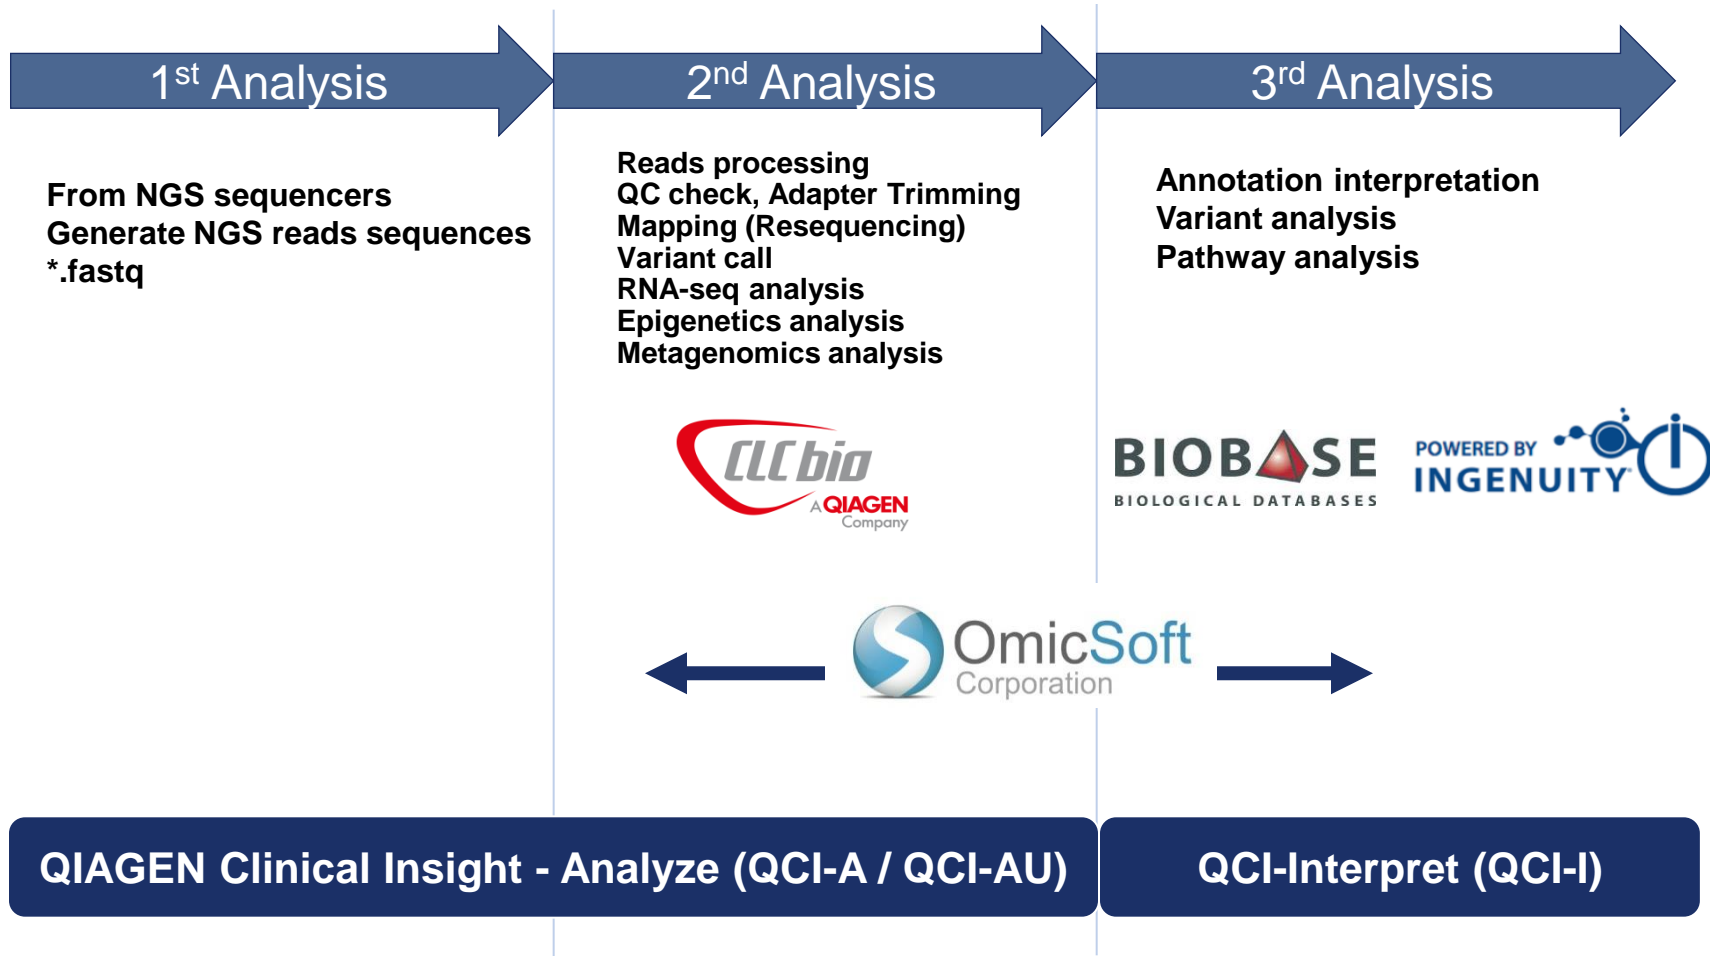 1st Analysis
2nd Analysis
3rd Analysis
From NGS sequencers
Generate NGS reads sequences
*.fastq
Reads processing
QC check, Adapter Trimming
Mapping (Resequencing)
Variant call
RNA-seq analysis
Epigenetics analysis
Metagenomics analysis
Annotation interpretation
Variant analysis
Pathway analysis
CLC bio
A QIAGEN
Company
BIOBASE
BIOLOGICAL DATABASES
POWERED BY
INGENUITY
OmicSoft
Corporation
QIAGEN Clinical Insight - Analyze (QCI-A / QCI-AU)
QCI-Interpret (QCI-I)